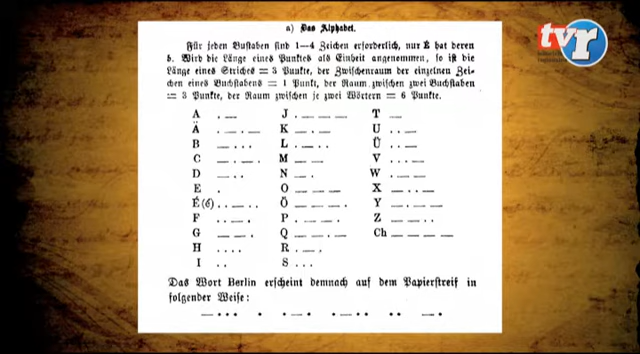 a) Das Alphabet.
tvr
Für jeden Bustaben sind 1—4 Zeichen erforderlich, nur É hat deren
5. Wird die Länge eines Punktes als Einheit angenommen, so ist die
Länge eines Striches = 3 Punkte, der Zwischenraum der einzelnen Zei-
chen eines Buchstabens = 1 Punkt, der Raum zwischen zwei Buchstaben
= 3 Punkte, der Raum zwischen je zwei Wörtern = 6 Punkte.
A . — J . — — — T —
Ä . — . — K — . — U . . —
B — . . . L . — . . Ü . . — —
C — . — . M — — V . . . —
D — . . N — . W . — —
E . O — — — X — . . —
É (é) . . — . . Ö — — — . Y — . — —
F . . — . P . — — . Z — — . .
G — — . Q — — . — Ch — — — —
H . . . . R . — .
I . . S . . .
Das Wort Berlin erscheint demnach auf dem Papierstreif in
folgender Weise:
— . . . . . — . . — . . . . — .